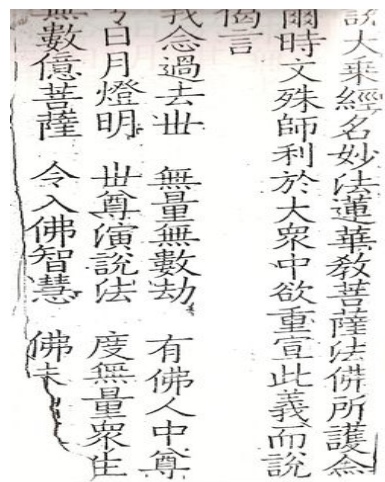 說大乘經名妙法蓮華教菩薩法佛所護念
爾時文殊師利於大衆中欲重宣此義而說
偈言
我念過去世 無量無數劫 有佛人中尊
号日月燈明 世尊演說法 度無量衆生
無數億菩薩 令入佛智慧 佛未